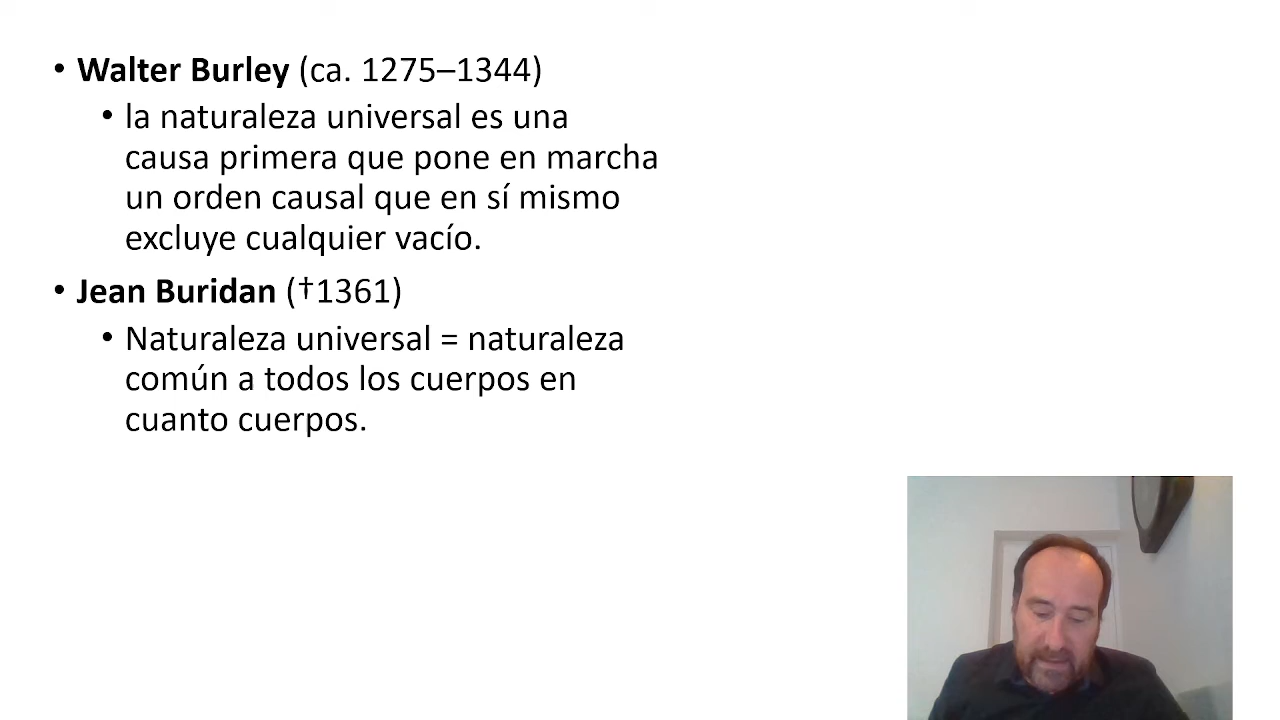 • Walter Burley (ca. 1275–1344)
• la naturaleza universal es una
causa primera que pone en marcha
un orden causal que en sí mismo
excluye cualquier vacío.
• Jean Buridan (†1361)
• Naturaleza universal = naturaleza
común a todos los cuerpos en
cuanto cuerpos.